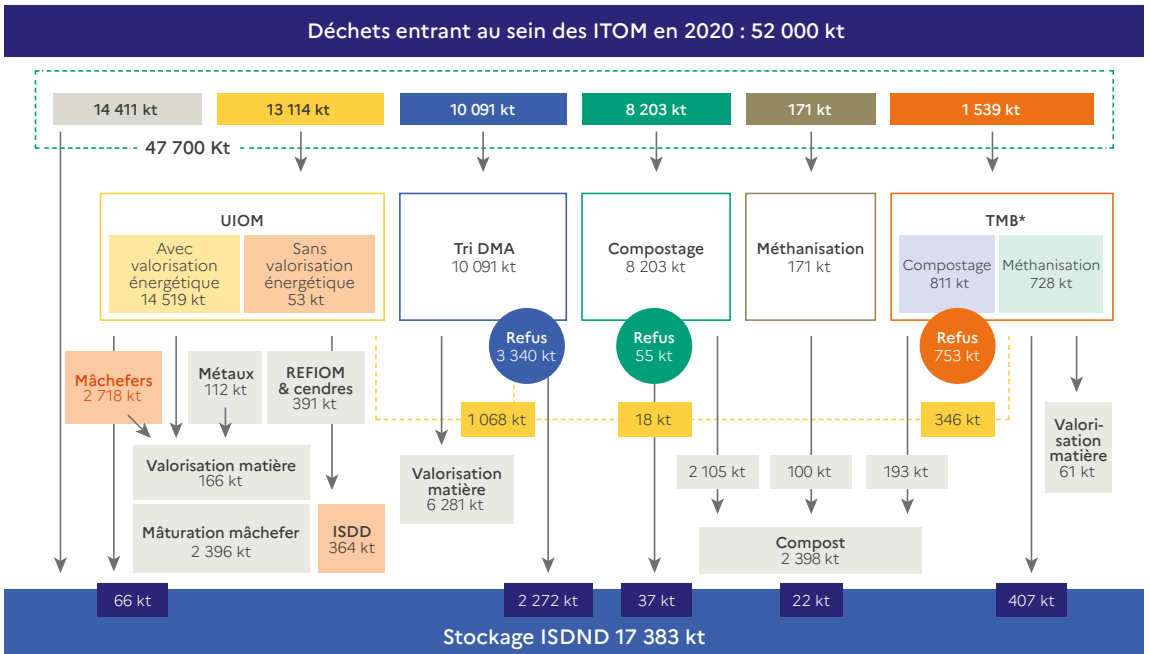 Déchets entrant au sein des ITOM en 2020 : 52 000 kt
14 411 kt
13 114 kt
10 091 kt
8 203 kt
171 kt
1 539 kt
47 700 Kt
UIOM
Avec
valorisation
énergétique
14 519 kt
Sans
valorisation
énergétique
53 kt
Tri DMA
10 091 kt
Compostage
8 203 kt
Méthanisation
171 kt
TMB*
Compostage
811 kt
Méthanisation
728 kt
Refus
3 340 kt
Refus
55 kt
Refus
753 kt
Mâchefers
2 718 kt
Métaux
112 kt
REFIOM
& cendres
391 kt
1 068 kt
18 kt
346 kt
Valori-
sation
matière
61 kt
Valorisation matière
166 kt
Valorisation
matière
6 281 kt
2 105 kt
100 kt
193 kt
Mâturation mâchefer
2 396 kt
ISDD
364 kt
Compost
2 398 kt
66 kt
2 272 kt
37 kt
22 kt
407 kt
Stockage ISDND 17 383 kt